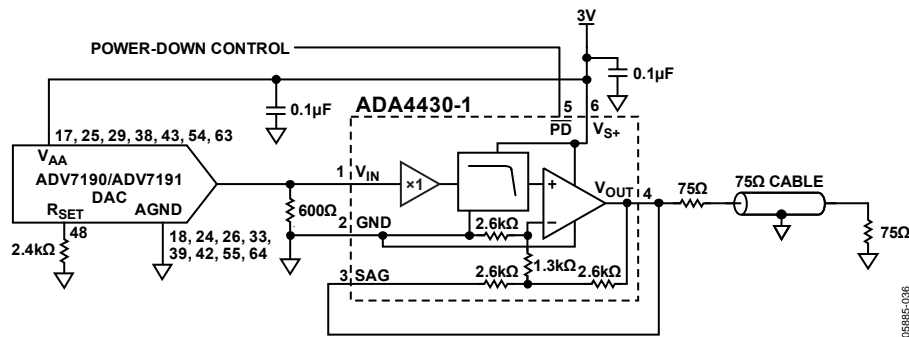 3V
POWER-DOWN CONTROL
0.1µF
0.1µF
ADA4430-1
5
6
PD
VS+
17, 25, 29, 38, 43, 54, 63
VAA
ADV7190/ADV7191
DAC
RSET
AGND
48
2.4kΩ
18, 24, 26, 33,
39, 42, 55, 64
600Ω
1
VIN
×1
+
−
VOUT
4
2
GND
2.6kΩ
1.3kΩ
3
SAG
2.6kΩ
2.6kΩ
75Ω
75Ω CABLE
75Ω
05885-036